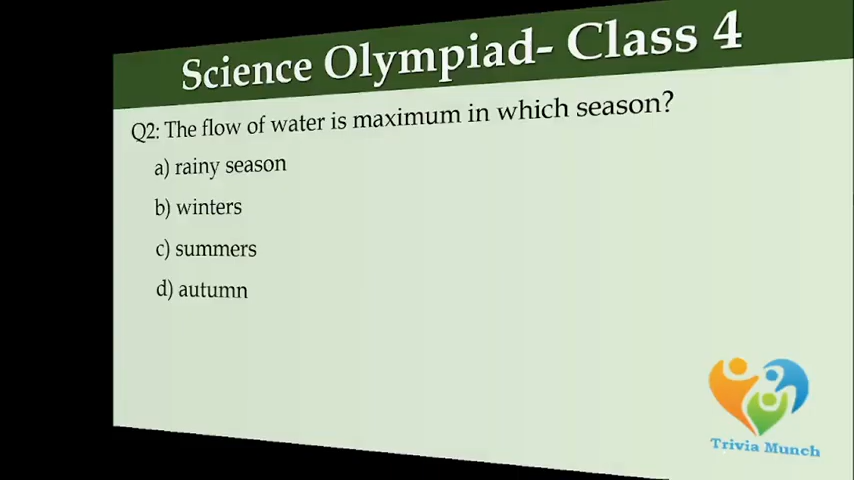 Science Olympiad- Class 4
Q2: The flow of water is maximum in which season?
a) rainy season
b) winters
c) summers
d) autumn
Trivia Munch